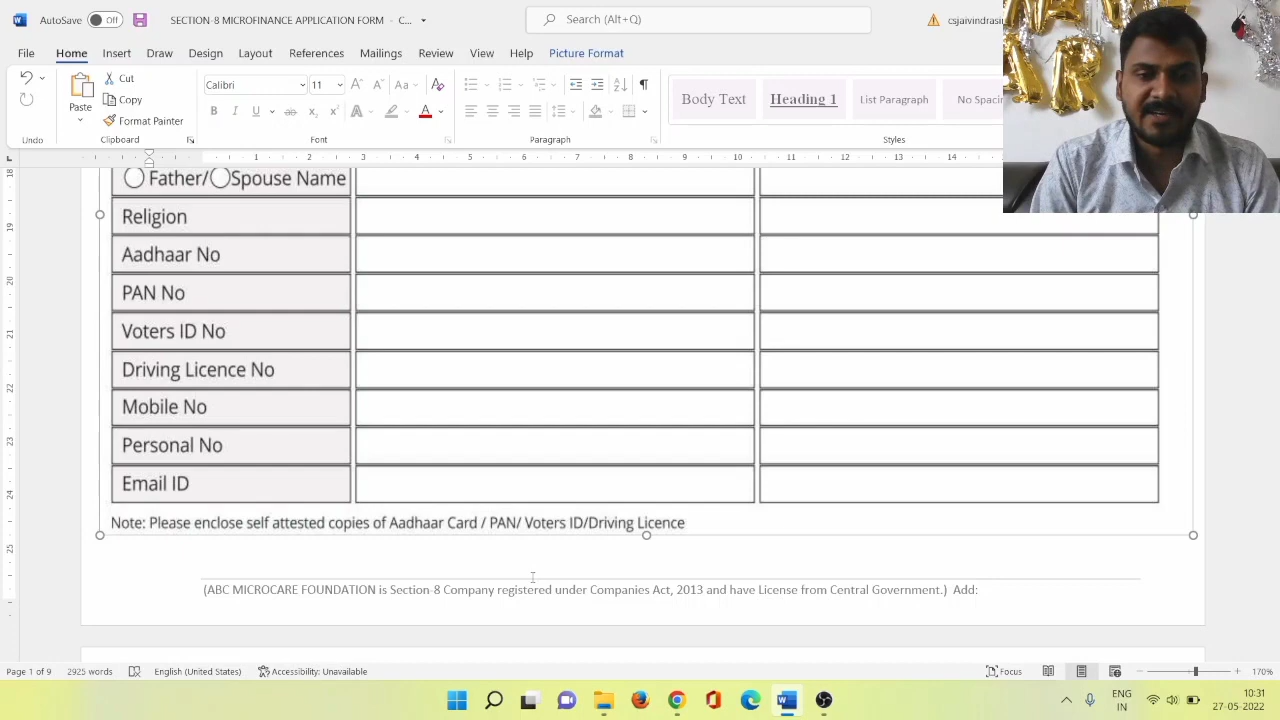 AutoSave Off SECTION-8 MICROFINANCE APPLICATION FORM - C... Search (Alt+Q) csjaivindrasin
File Home Insert Draw Design Layout References Mailings Review View Help Picture Format
Paste Cut Copy Format Painter Calibri 11 Body Text Heading 1 List Paragraph No Spacin
Undo Clipboard Font Paragraph Styles
Father/ Spouse Name
Religion
Aadhaar No
PAN No
Voters ID No
Driving Licence No
Mobile No
Personal No
Email ID
Note: Please enclose self attested copies of Aadhaar Card / PAN/ Voters ID/Driving Licence
(ABC MICROCARE FOUNDATION is Section-8 Company registered under Companies Act, 2013 and have License from Central Government.) Add:
Page 1 of 9 2925 words English (United States) Accessibility: Unavailable Focus 170%
ENG IN 10:31 27-05-2022